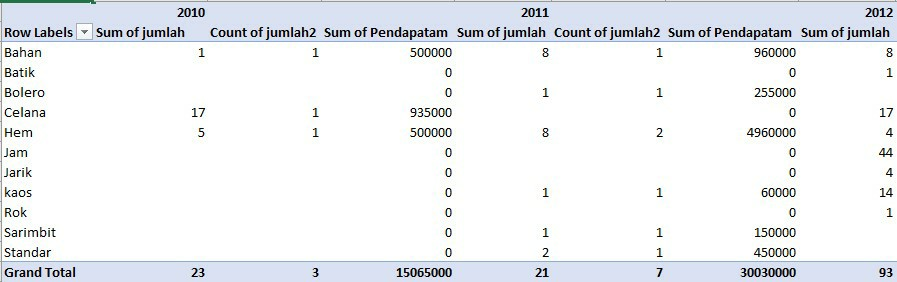 2010 2011 2012
Row Labels Sum of jumlah Count of jumlah2 Sum of Pendapatam Sum of jumlah Count of jumlah2 Sum of Pendapatam Sum of jumlah
Bahan 1 1 500000 8 1 960000 8
Batik 0 0 1
Bolero 0 1 1 255000
Celana 17 1 935000 0 17
Hem 5 1 500000 8 2 4960000 4
Jam 0 0 44
Jarik 0 0 4
kaos 0 1 1 60000 14
Rok 0 0 1
Sarimbit 0 1 1 150000
Standar 0 2 1 450000
Grand Total 23 3 15065000 21 7 30030000 93